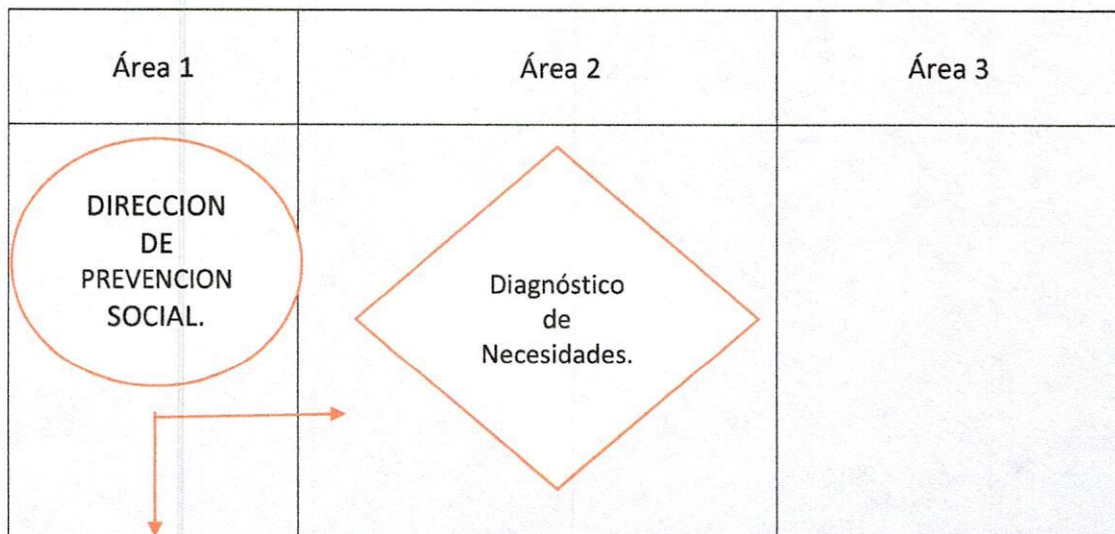 Área 1
Área 2
Área 3
DIRECCION
DE
PREVENCION
SOCIAL.
Diagnóstico
de
Necesidades.